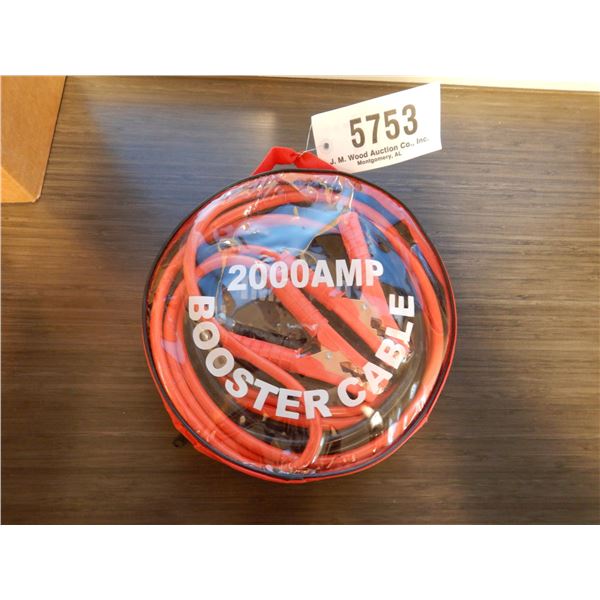 5753
J. M. Wood Auction Co., Inc.
Montgomery, AL
2000AMP
BOOSTER CABLE